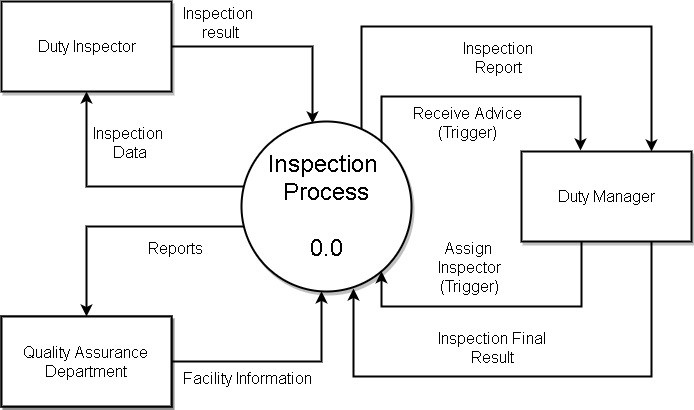 Duty Inspector
Inspection
result
Inspection
Data
Inspection
Process
0.0
Inspection
Report
Receive Advice
(Trigger)
Duty Manager
Assign
Inspector
(Trigger)
Inspection Final
Result
Reports
Quality Assurance
Department
Facility Information